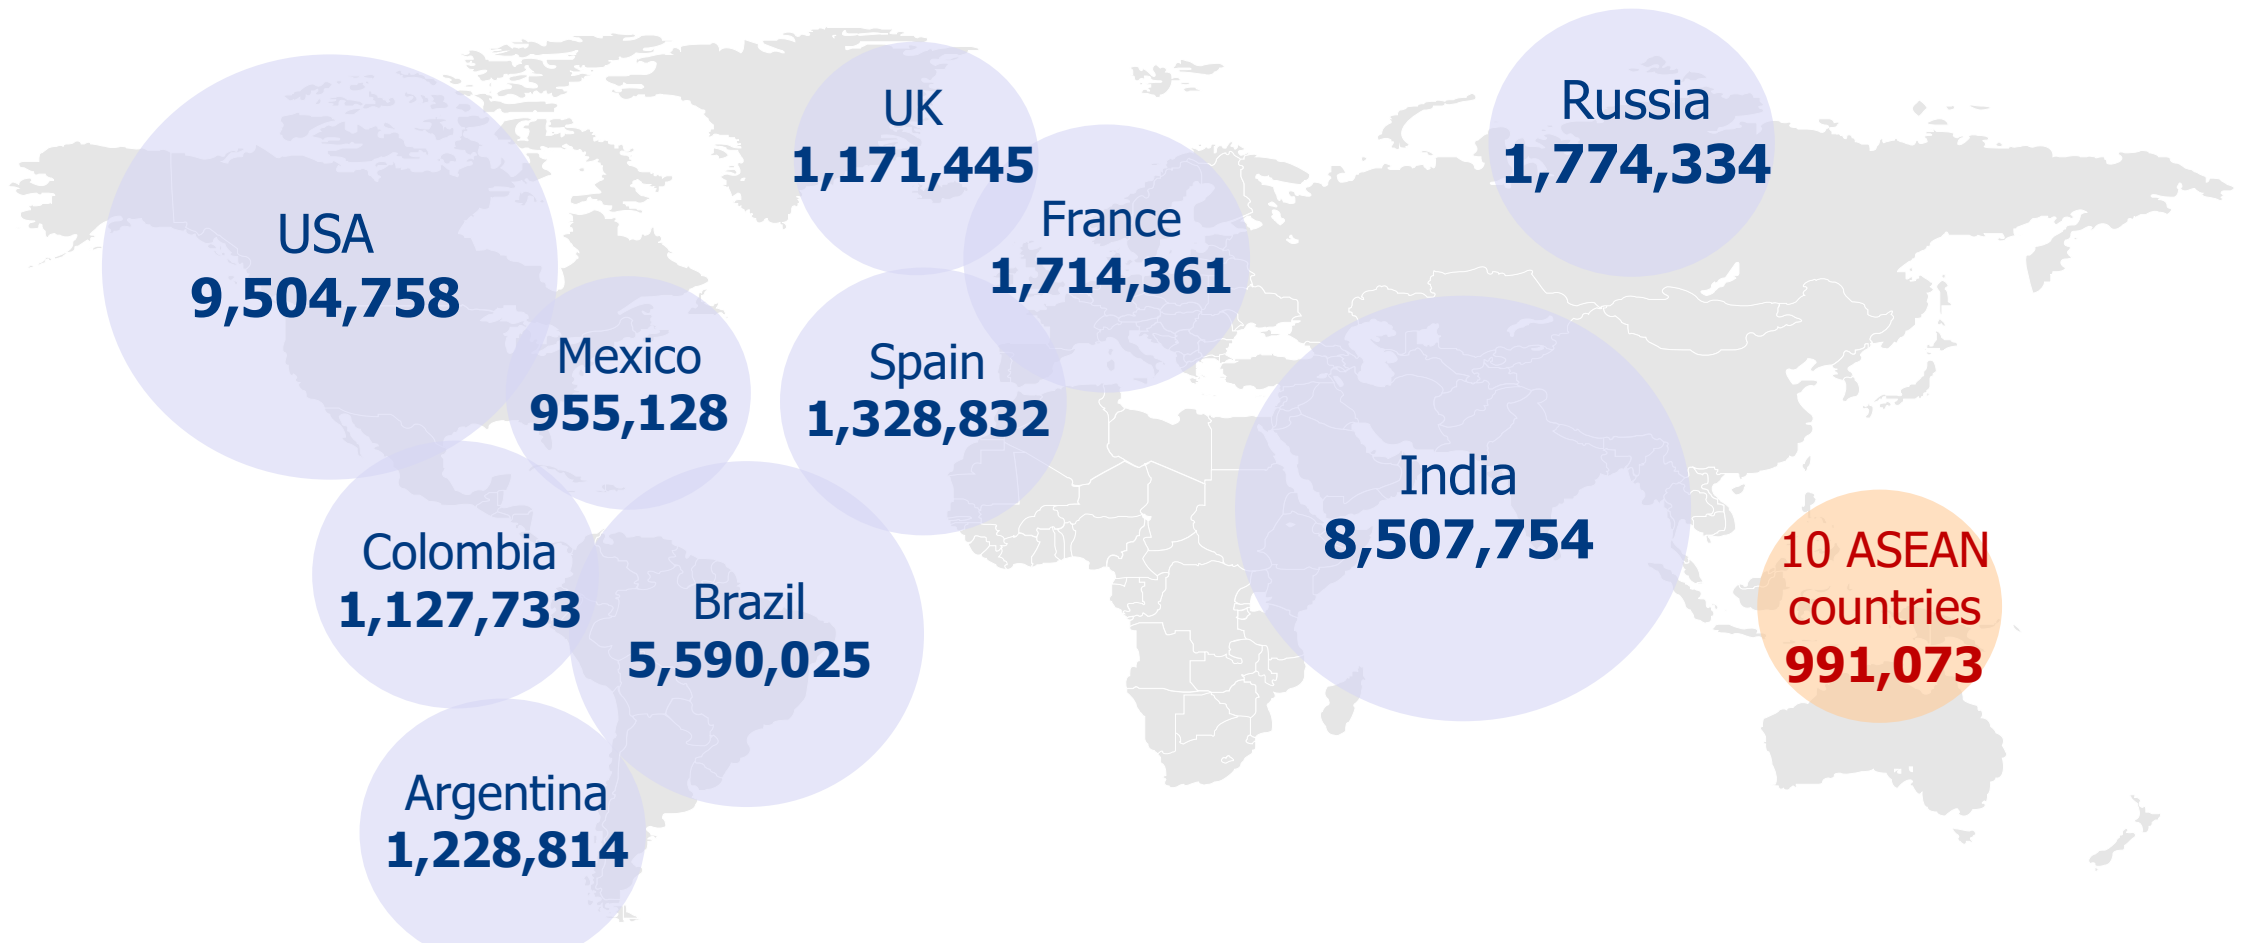 USA
9,504,758
UK
1,171,445
Russia
1,774,334
France
1,714,361
Mexico
955,128
Spain
1,328,832
India
8,507,754
Colombia
1,127,733
Brazil
5,590,025
10 ASEAN
countries
991,073
Argentina
1,228,814